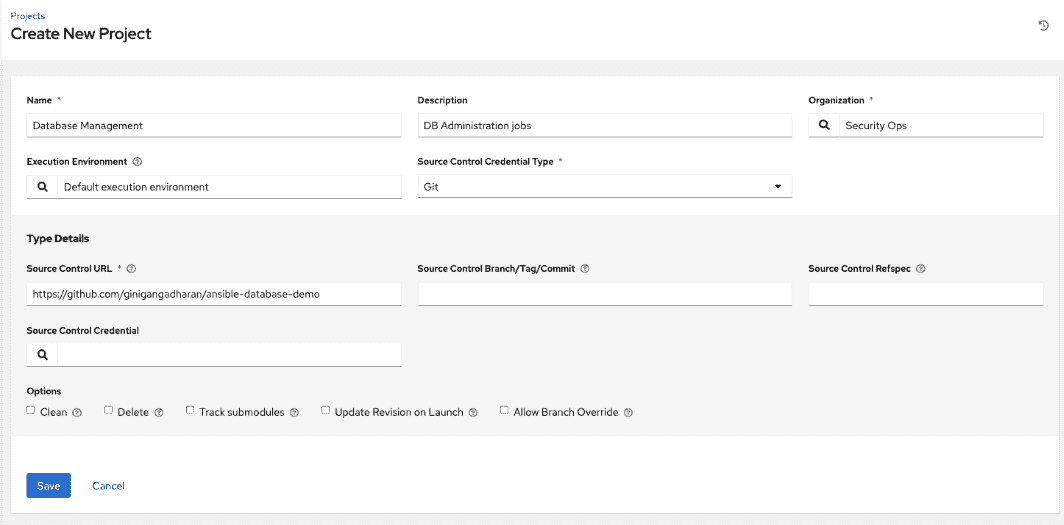 Projects
Create New Project
Name * Description Organization *
Database Management DB Administration jobs Security Ops
Execution Environment Source Control Credential Type *
Default execution environment Git
Type Details
Source Control URL * Source Control Branch/Tag/Commit Source Control Refspec
https://github.com/ginigangadharan/ansible-database-demo
Source Control Credential
Options
Clean Delete Track submodules Update Revision on Launch Allow Branch Override
Save Cancel